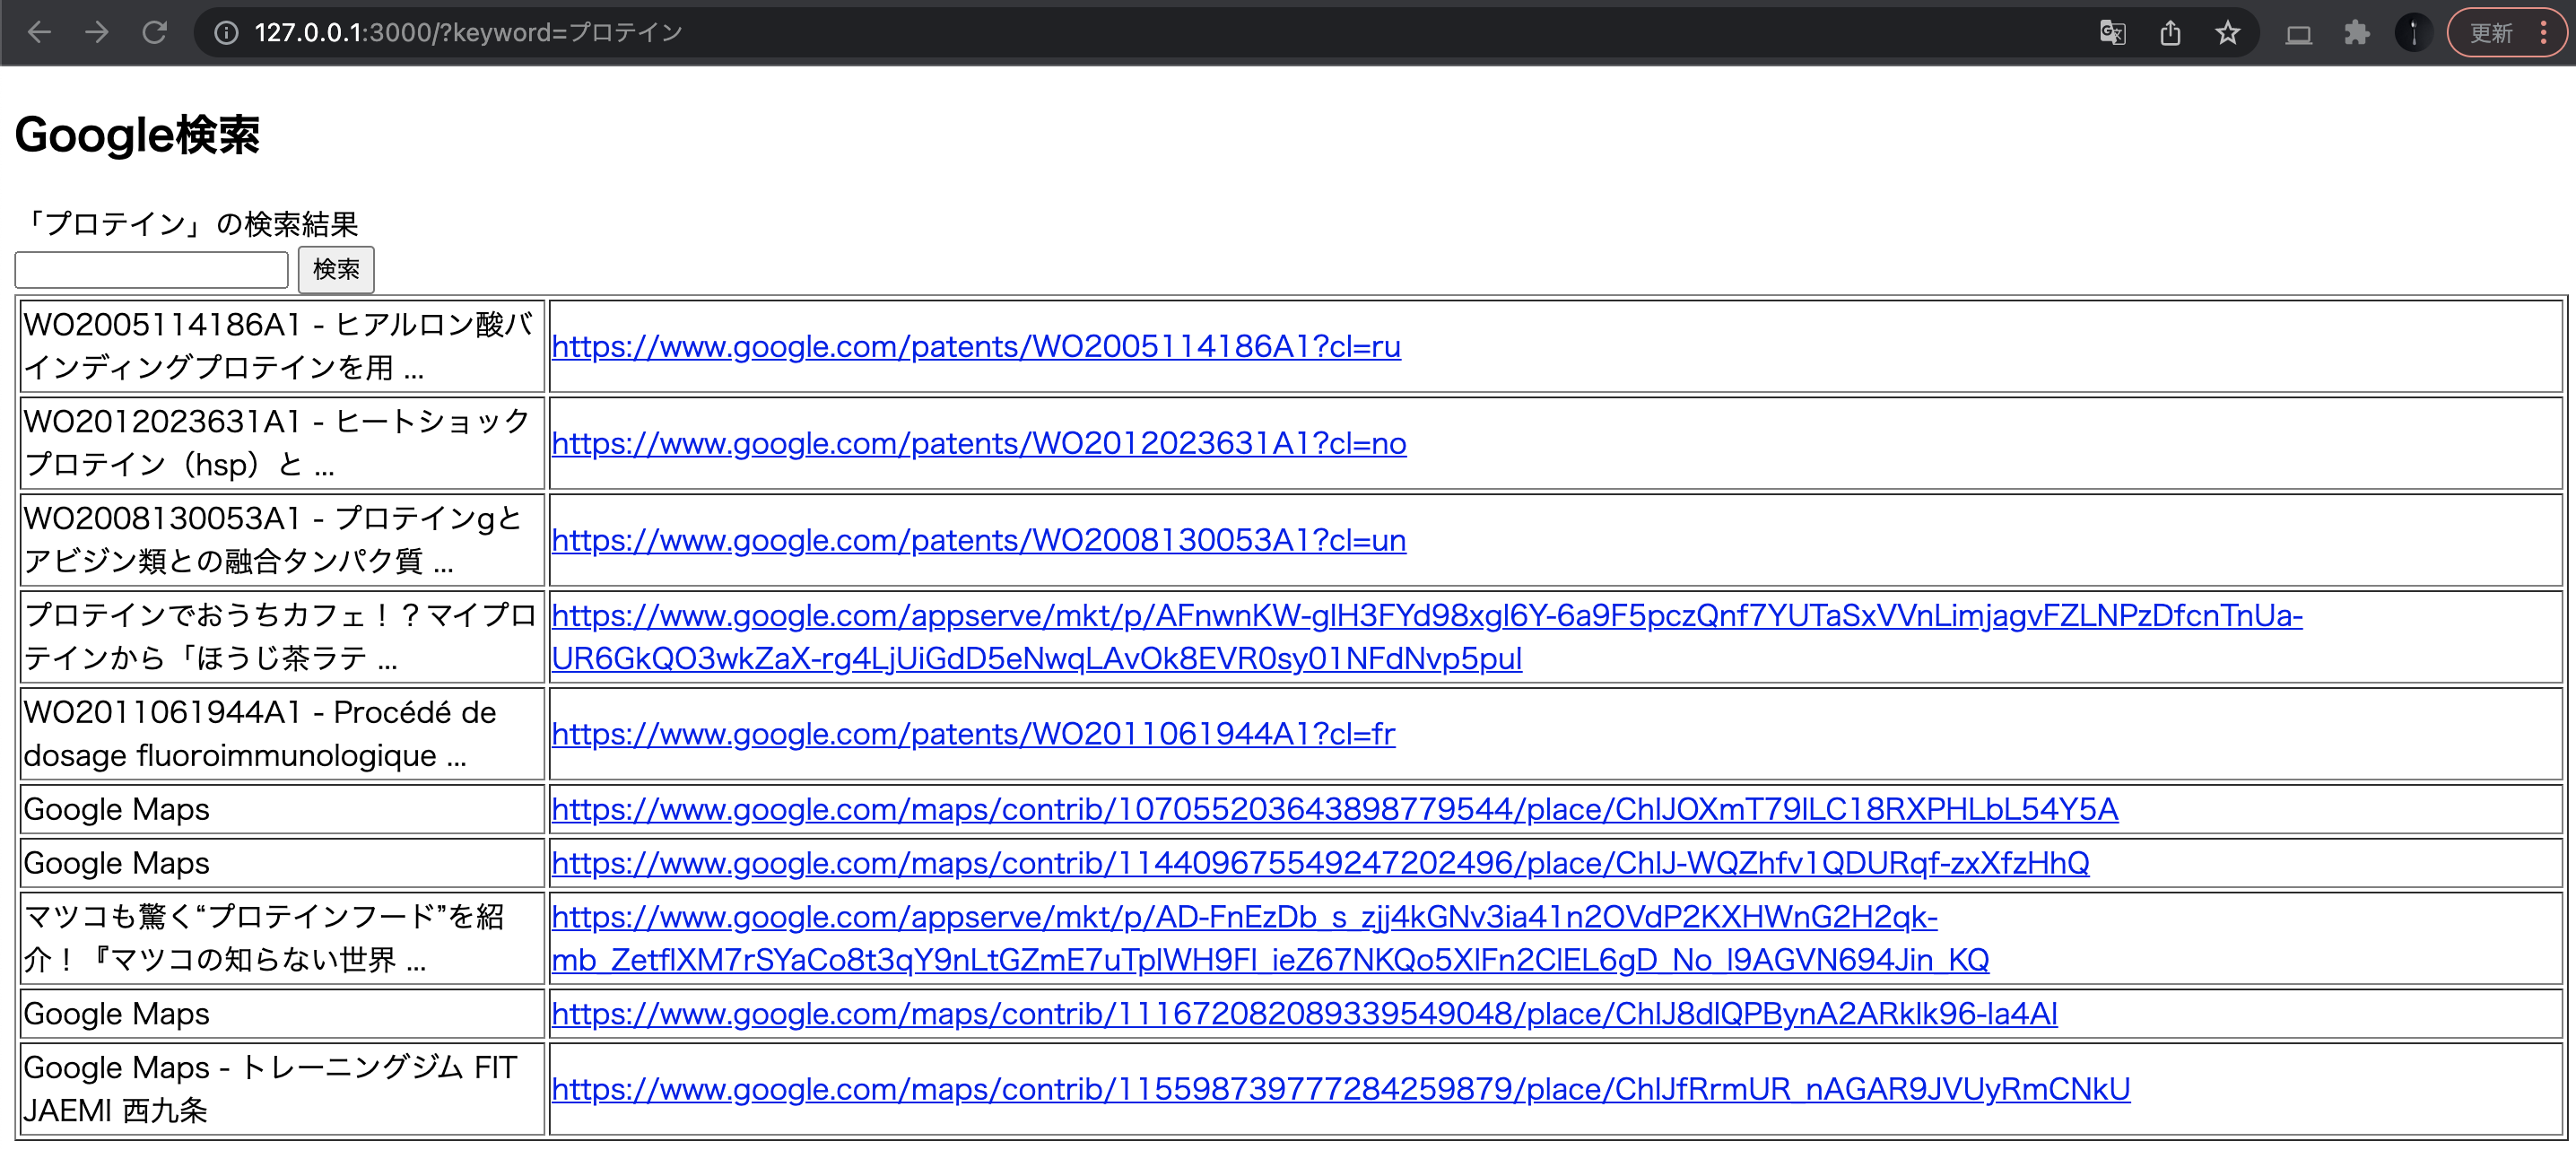 127.0.0.1:3000/?keyword=プロテイン
更新
Google検索
「プロテイン」の検索結果
検索
WO2005114186A1 - ヒアルロン酸バ
インディングプロテインを用 ...
https://www.google.com/patents/WO2005114186A1?cl=ru
WO2012023631A1 - ヒートショック
プロテイン（hsp）と ...
https://www.google.com/patents/WO2012023631A1?cl=no
WO2008130053A1 - プロテインgと
アビジン類との融合タンパク質 ...
https://www.google.com/patents/WO2008130053A1?cl=un
プロテインでおうちカフェ！？マイプロ
テインから「ほうじ茶ラテ ...
https://www.google.com/appserve/mkt/p/AFnwnKW-glH3FYd98xgl6Y-6a9F5pczQnf7YUTaSxVVnLimjagvFZLNPzDfcnTnUa-
UR6GkQO3wkZaX-rg4LjUiGdD5eNwqLAvOk8EVR0sy01NFdNvp5pul
WO2011061944A1 - Procédé de
dosage fluoroimmunologique ...
https://www.google.com/patents/WO2011061944A1?cl=fr
Google Maps
https://www.google.com/maps/contrib/107055203643898779544/place/ChIJOXmT79lLC18RXPHLbL54Y5A
Google Maps
https://www.google.com/maps/contrib/114409675549247202496/place/ChIJ-WQZhfv1QDURqf-zxXfzHhQ
マツコも驚く“プロテインフード”を紹
介！『マツコの知らない世界 ...
https://www.google.com/appserve/mkt/p/AD-FnEzDb_s_zjj4kGNv3ia41n2OVdP2KXHWnG2H2qk-
mb_ZetflXM7rSYaCo8t3qY9nLtGZmE7uTplWH9Fl_ieZ67NKQo5XlFn2ClEL6gD_No_l9AGVN694Jin_KQ
Google Maps
https://www.google.com/maps/contrib/111672082089339549048/place/ChIJ8dlQPBynA2ARklk96-la4AI
Google Maps - トレーニングジム FIT
JAEMI 西九条
https://www.google.com/maps/contrib/115598739777284259879/place/ChIJfRrmUR_nAGAR9JVUyRmCNkU